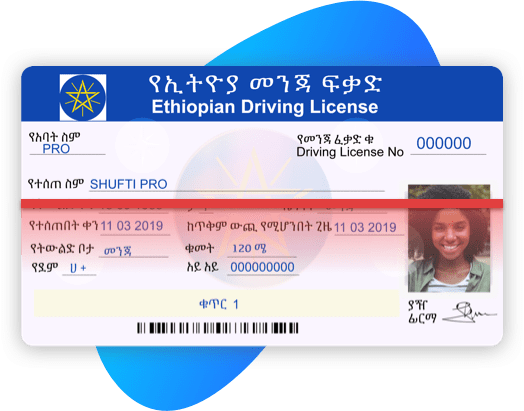 የኢትዮያ መንጃ ፍቃድ
Ethiopian Driving License
የአባት ስም PRO
የመንጃ ፈቃድ ቁ
Driving License No 000000
የተሰጠ ስም SHUFTI PRO
የተሰጠበት ቀን 11 03 2019 ከጥቅም ውጪ የሚሆንበት ጊዜ 11 03 2019
የትውልድ ቦታ መንጃ ቁመት 120 ሜ
የደም ሀ + አይ አይ 000000000
ቁጥር 1
ያዥ
ፊርማ